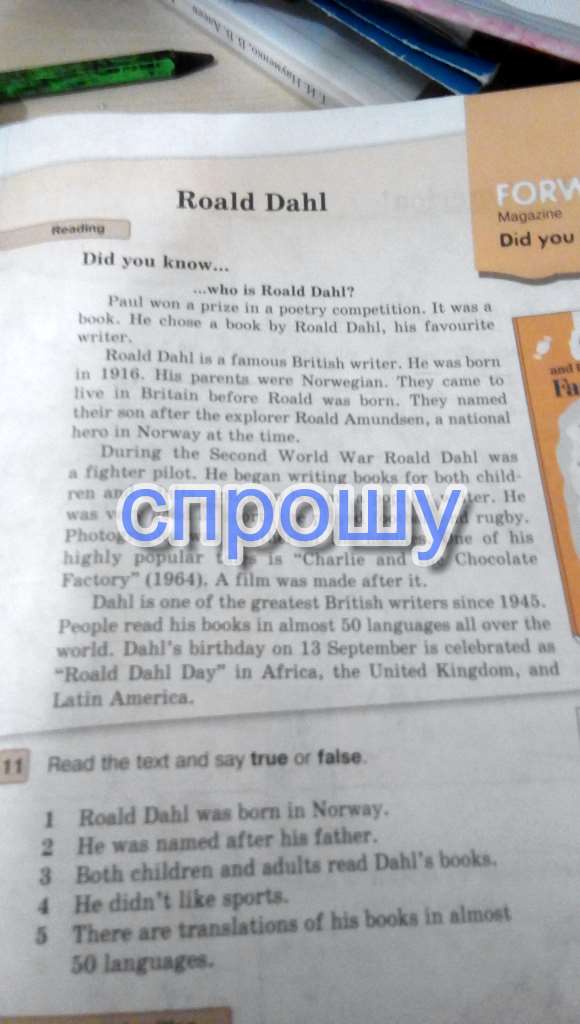 Г. И. Науменко, В. В. Алеев
FORW
Magazine
Did you
Roald Dahl
Reading
Did you know...
...who is Roald Dahl?
Paul won a prize in a poetry competition. It was a
book. He chose a book by Roald Dahl, his favourite
writer.
Roald Dahl is a famous British writer. He was born
in 1916. His parents were Norwegian. They came to
live in Britain before Roald was born. They named
their son after the explorer Roald Amundsen, a national
hero in Norway at the time.
During the Second World War Roald Dahl was
a fighter pilot. He began writing books for both child-
ren He
was rugby.
of his
highly popular is "Charlie and Chocolate
Factory" (1964). A film was made after it.
Dahl is one of the greatest British writers since 1945.
People read his books in almost 50 languages all over the
world. Dahl's birthday on 13 September is celebrated as
"Roald Dahl Day" in Africa, the United Kingdom, and
Latin America.
спрошу
11 Read the text and say true or false.
1 Roald Dahl was born in Norway.
2 He was named after his father.
3 Both children and adults read Dahl's books.
4 He didn't like sports.
5 There are translations of his books in almost
50 languages.